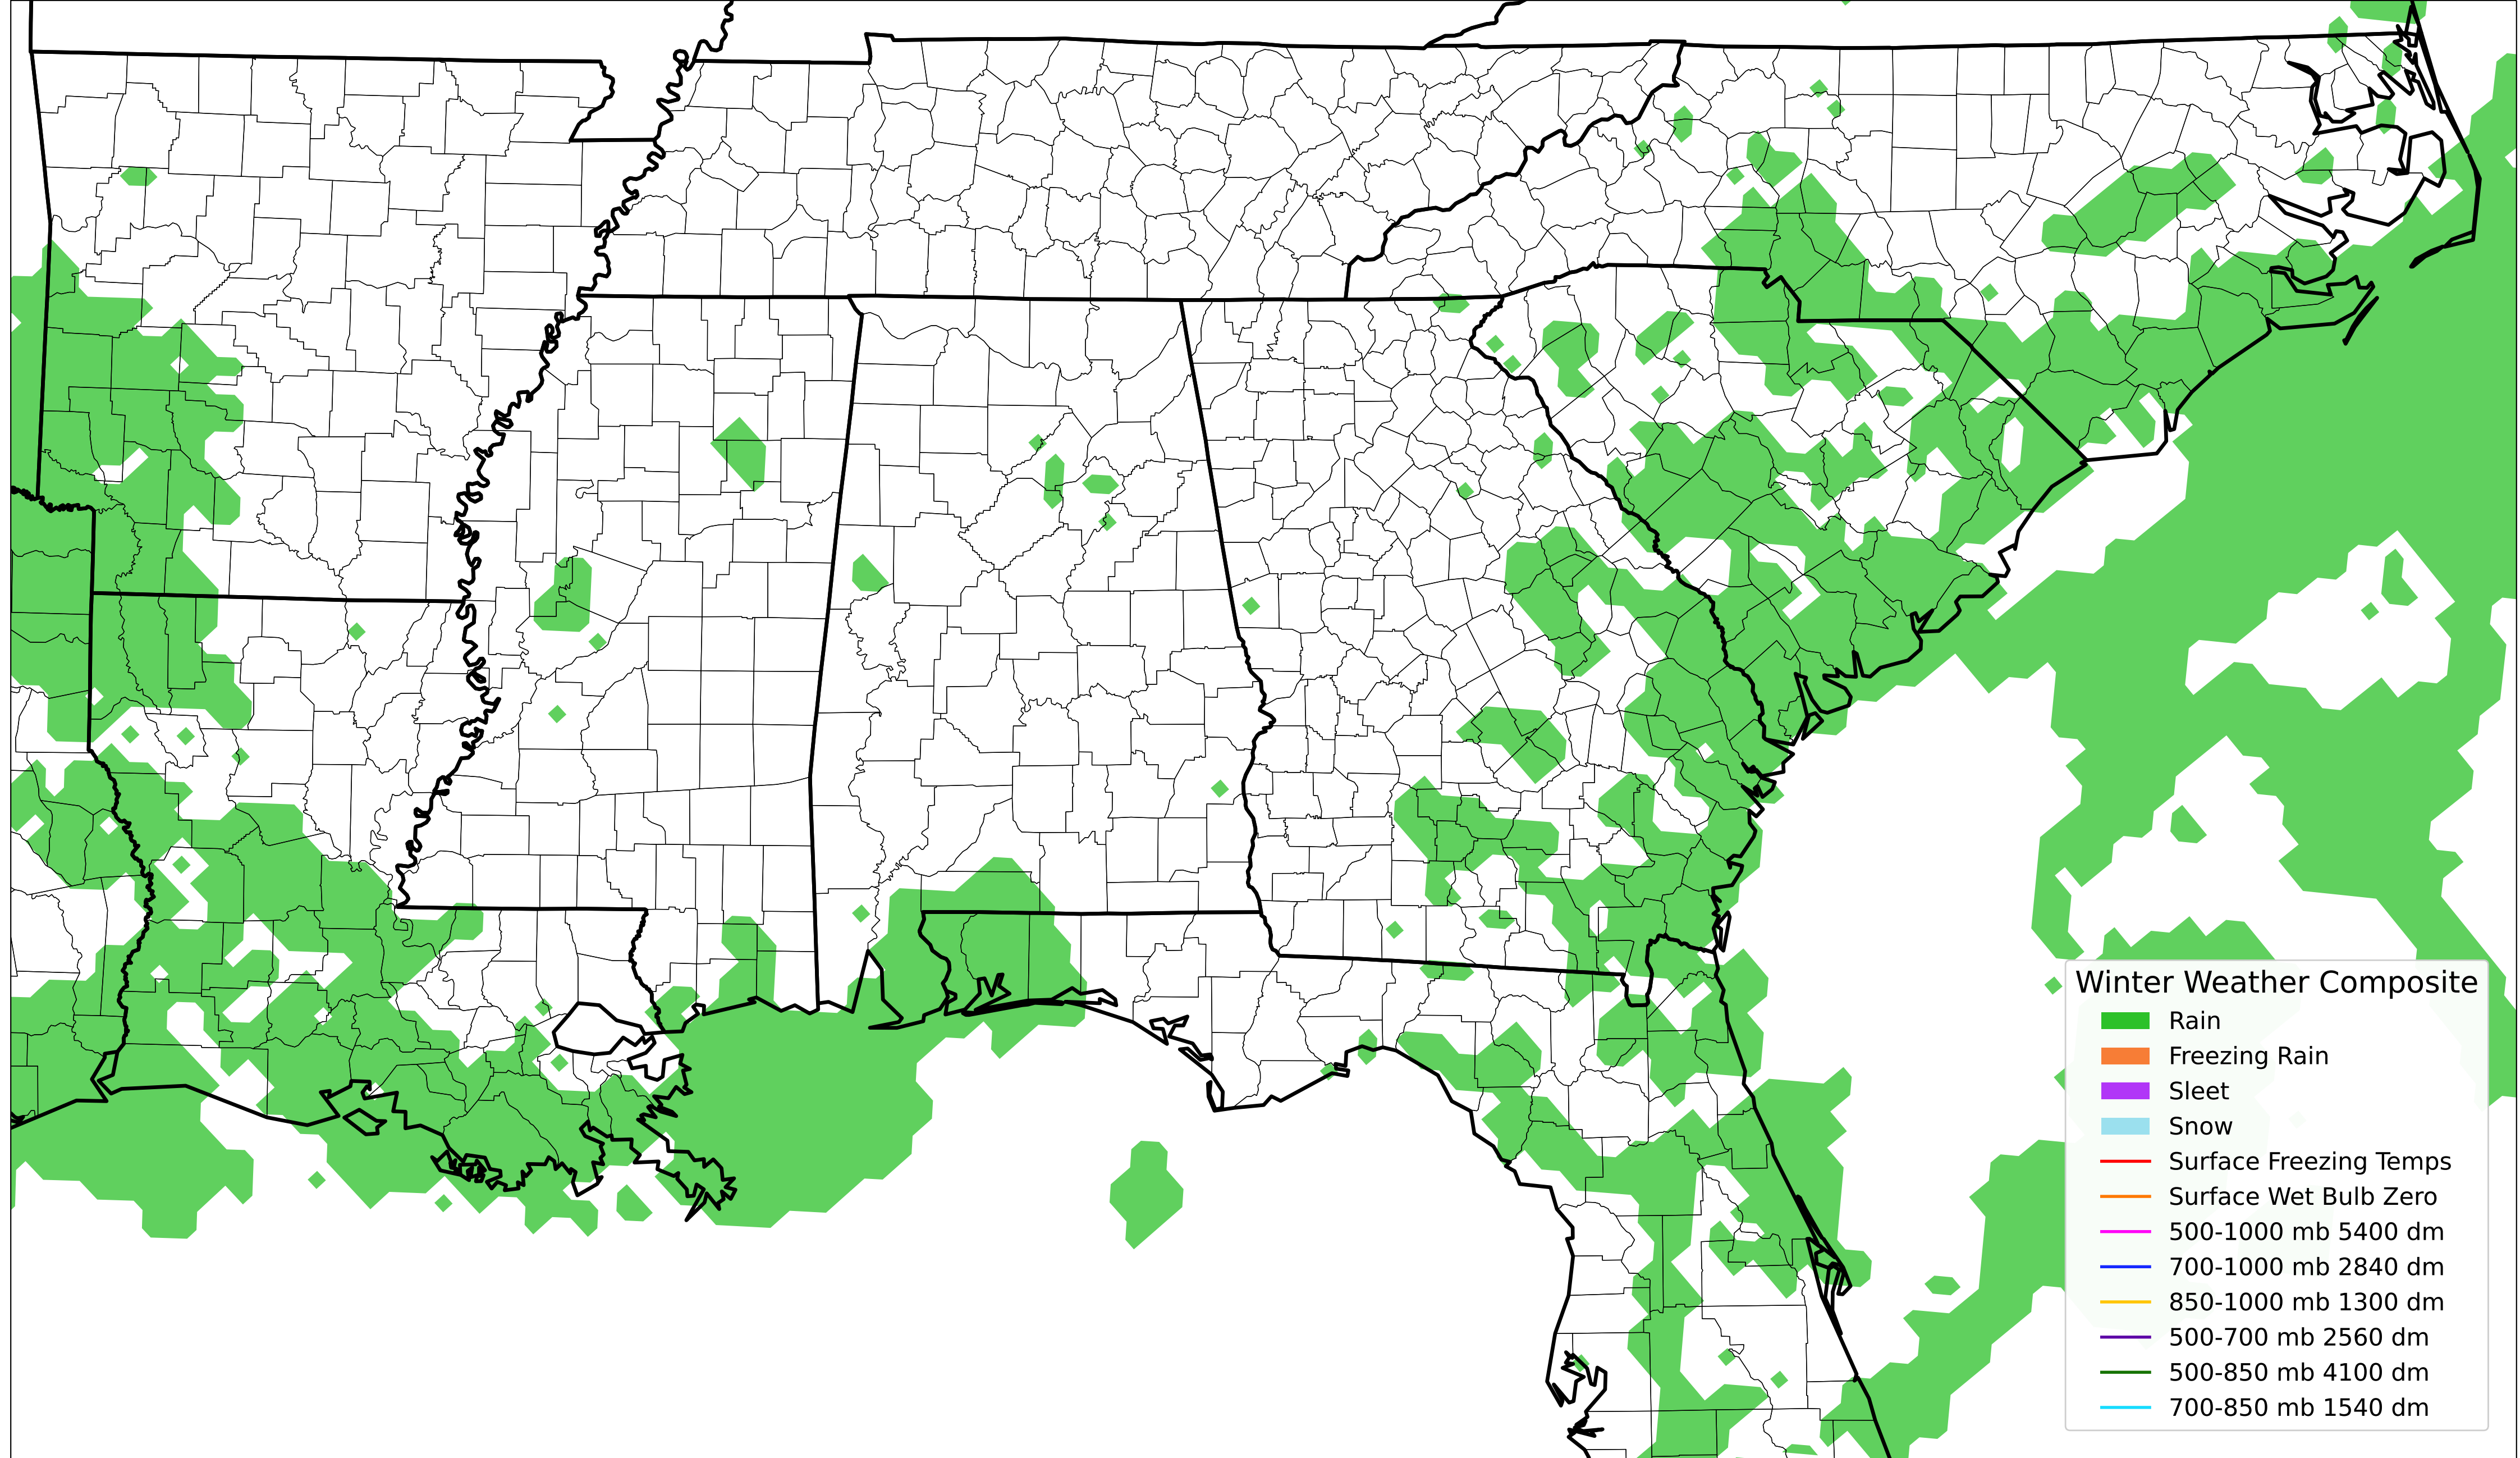 Winter Weather Composite
Rain
Freezing Rain
Sleet
Snow
Surface Freezing Temps
Surface Wet Bulb Zero
500-1000 mb 5400 dm
700-1000 mb 2840 dm
850-1000 mb 1300 dm
500-700 mb 2560 dm
500-850 mb 4100 dm
700-850 mb 1540 dm